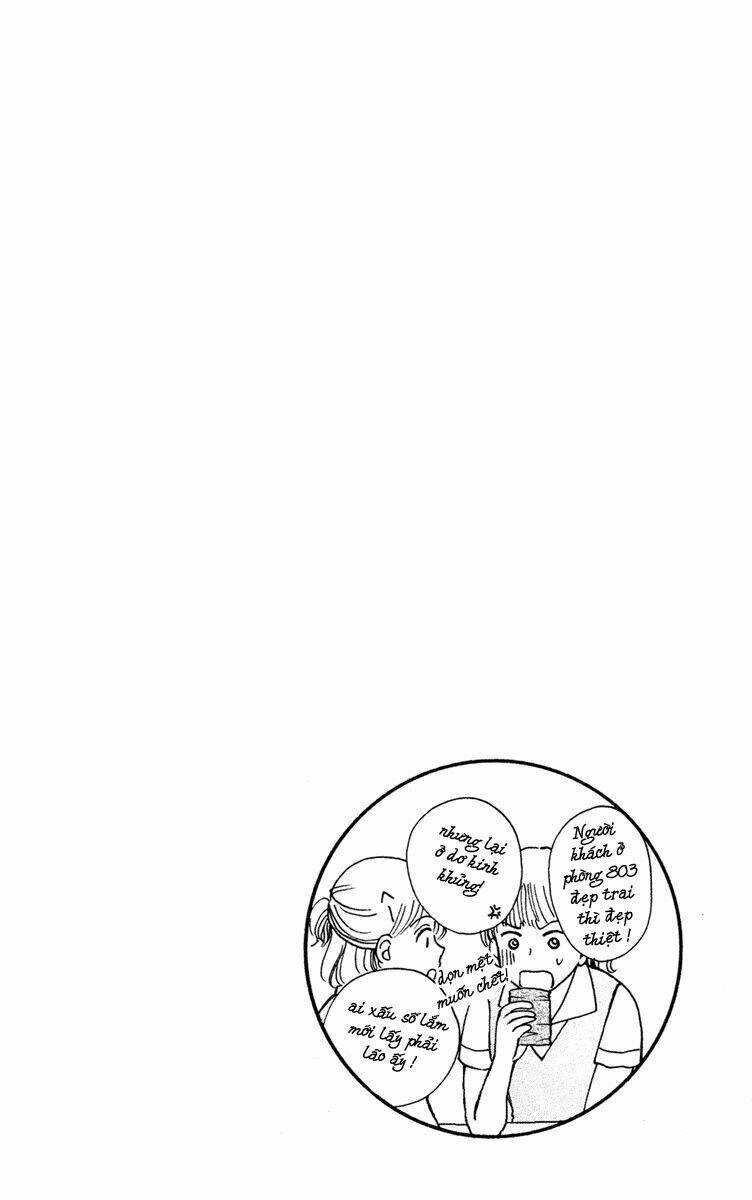 Người
khách ở
phòng 803
đẹp trai
thì đẹp
thiệt !
nhưng lại
ở dơ kinh
khủng!
dọn mệt
muốn chết!
ai xấu số lắm
mới lấy phải
lão ấy !